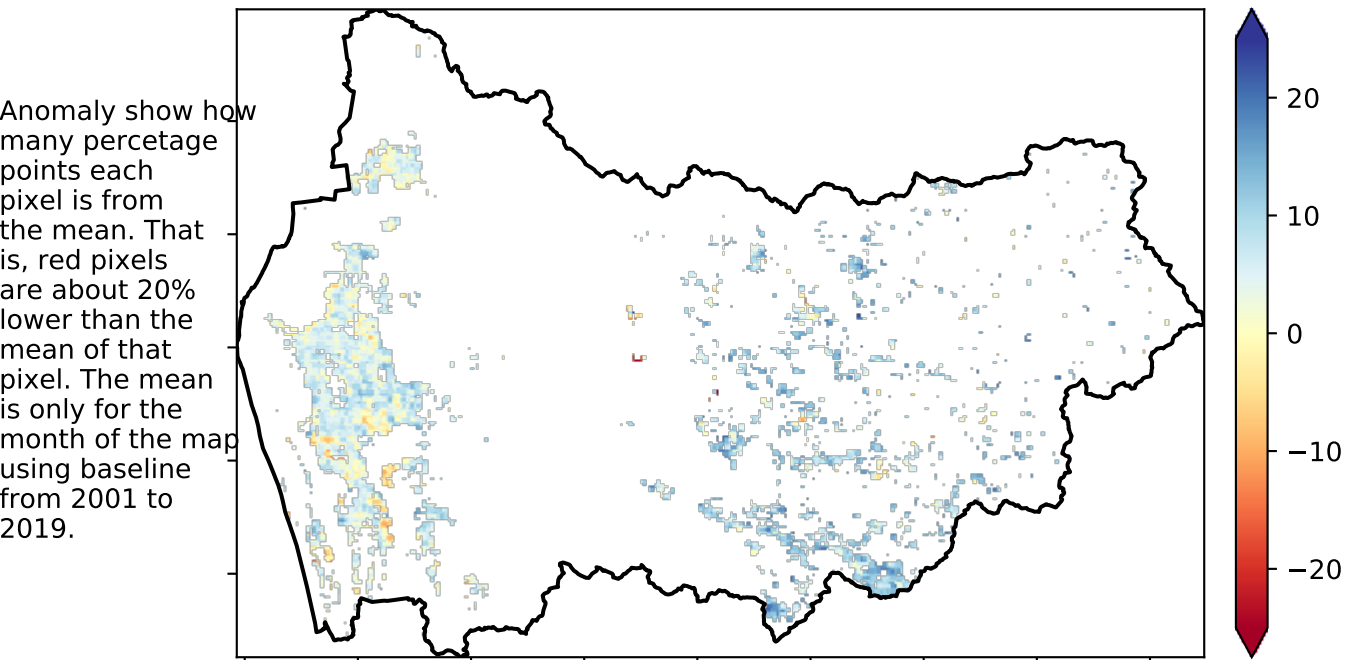 Anomaly show how
many percetage
points each
pixel is from
the mean. That
is, red pixels
are about 20%
lower than the
mean of that
pixel. The mean
is only for the
month of the map
using baseline
from 2001 to
2019.
20
10
0
−10
−20